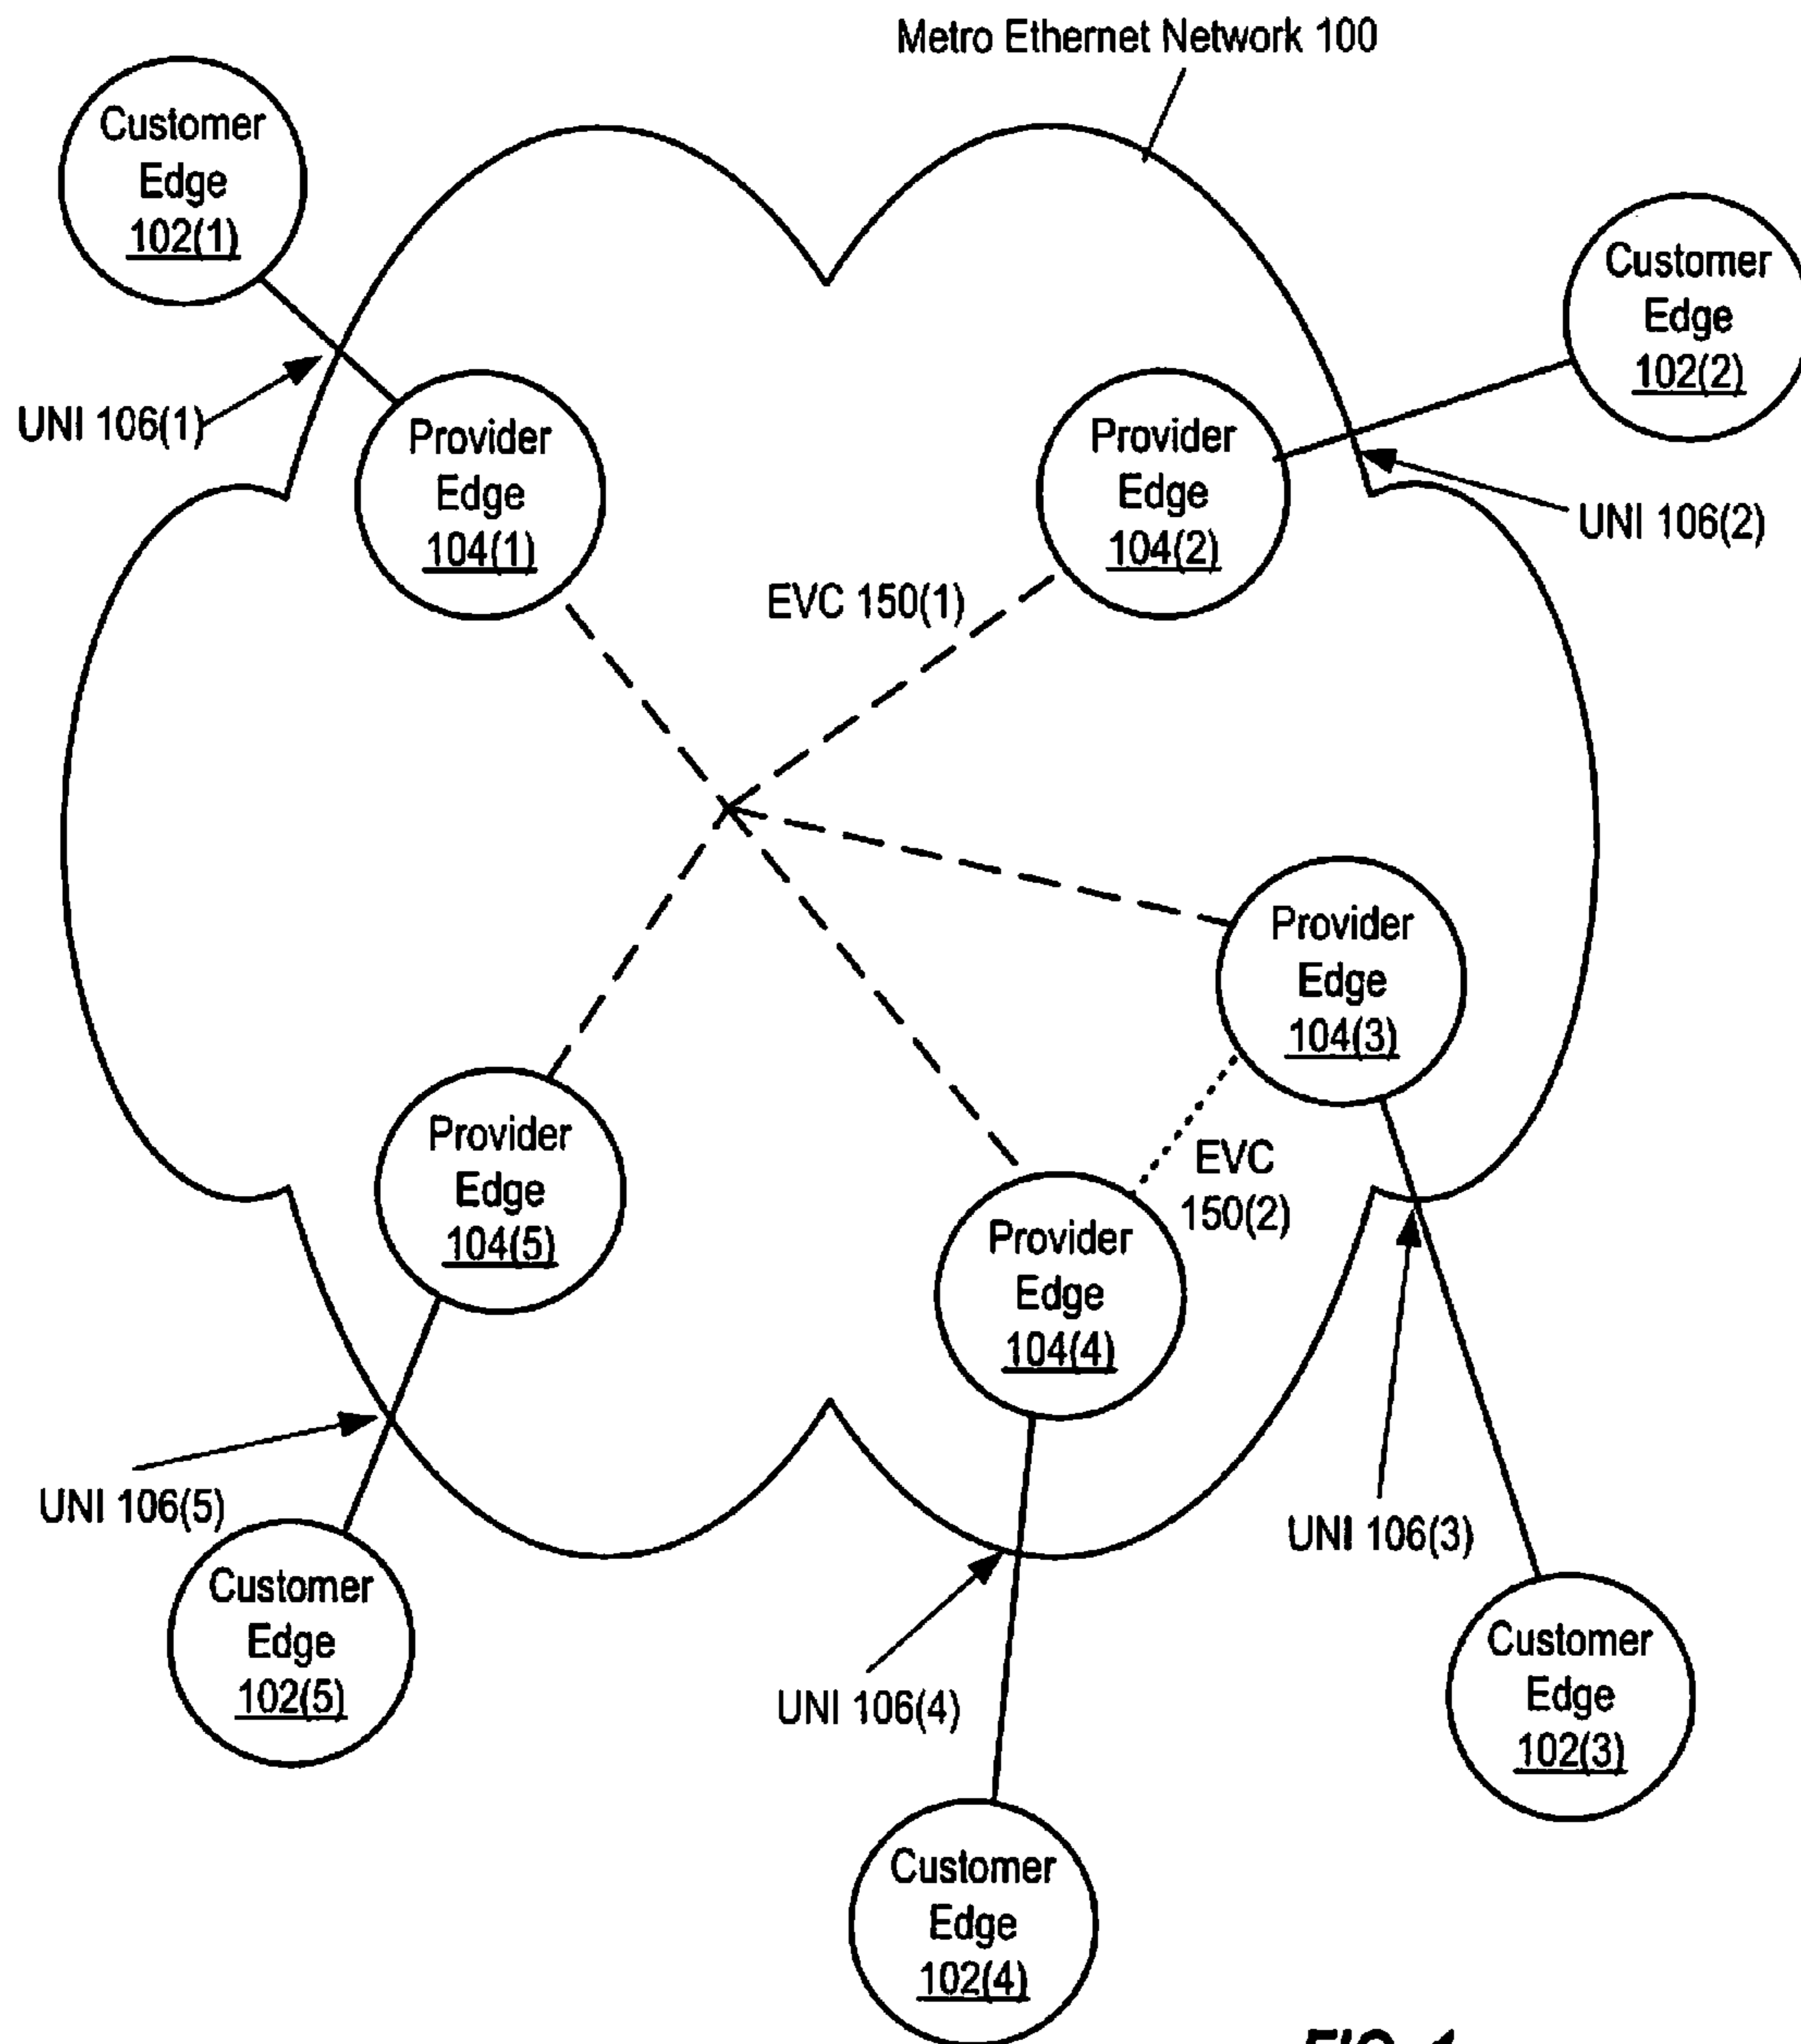 Metro Ethernet Network 100
Customer
Edge
102(1)
Customer
Edge
102(2)
UNI 106(1)
Provider
Edge
104(1)
Provider
Edge
104(2)
UNI 106(2)
EVC 150(1)
Provider
Edge
104(3)
Provider
Edge
104(5)
EVC
150(2)
Provider
Edge
104(4)
UNI 106(5)
UNI 106(3)
Customer
Edge
102(5)
UNI 106(4)
Customer
Edge
102(3)
Customer
Edge
102(4)